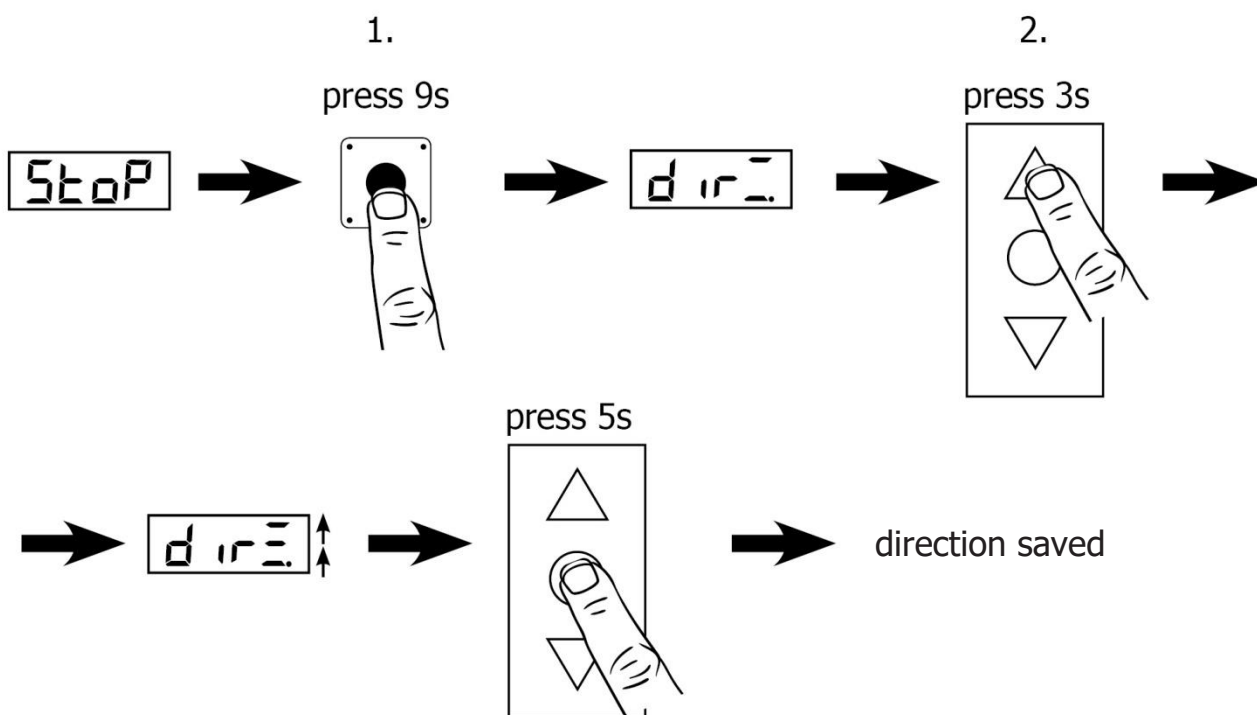 1.
press 9s
StoP
dir
2.
press 3s
dir
press 5s
direction saved